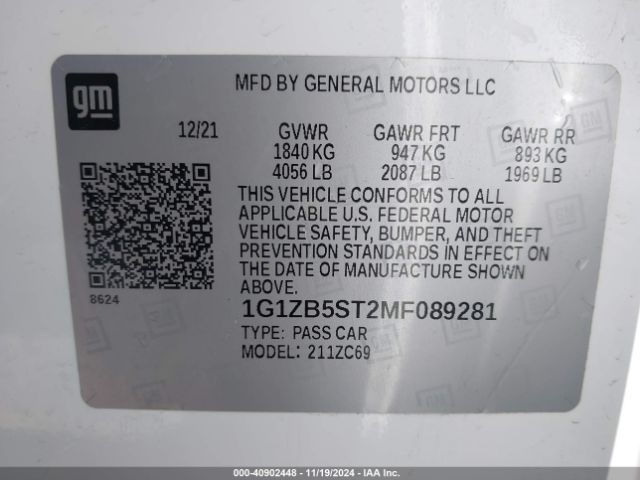 gm
MFD BY GENERAL MOTORS LLC
12/21 GVWR GAWR FRT GAWR RR
1840 KG 947 KG 893 KG
4056 LB 2087 LB 1969 LB
THIS VEHICLE CONFORMS TO ALL
APPLICABLE U.S. FEDERAL MOTOR
VEHICLE SAFETY, BUMPER, AND THEFT
PREVENTION STANDARDS IN EFFECT ON
THE DATE OF MANUFACTURE SHOWN
ABOVE.
8624
1G1ZB5ST2MF089281
TYPE: PASS CAR
MODEL: 211ZC69
000-40902448 - 11/19/2024 - IAA Inc.